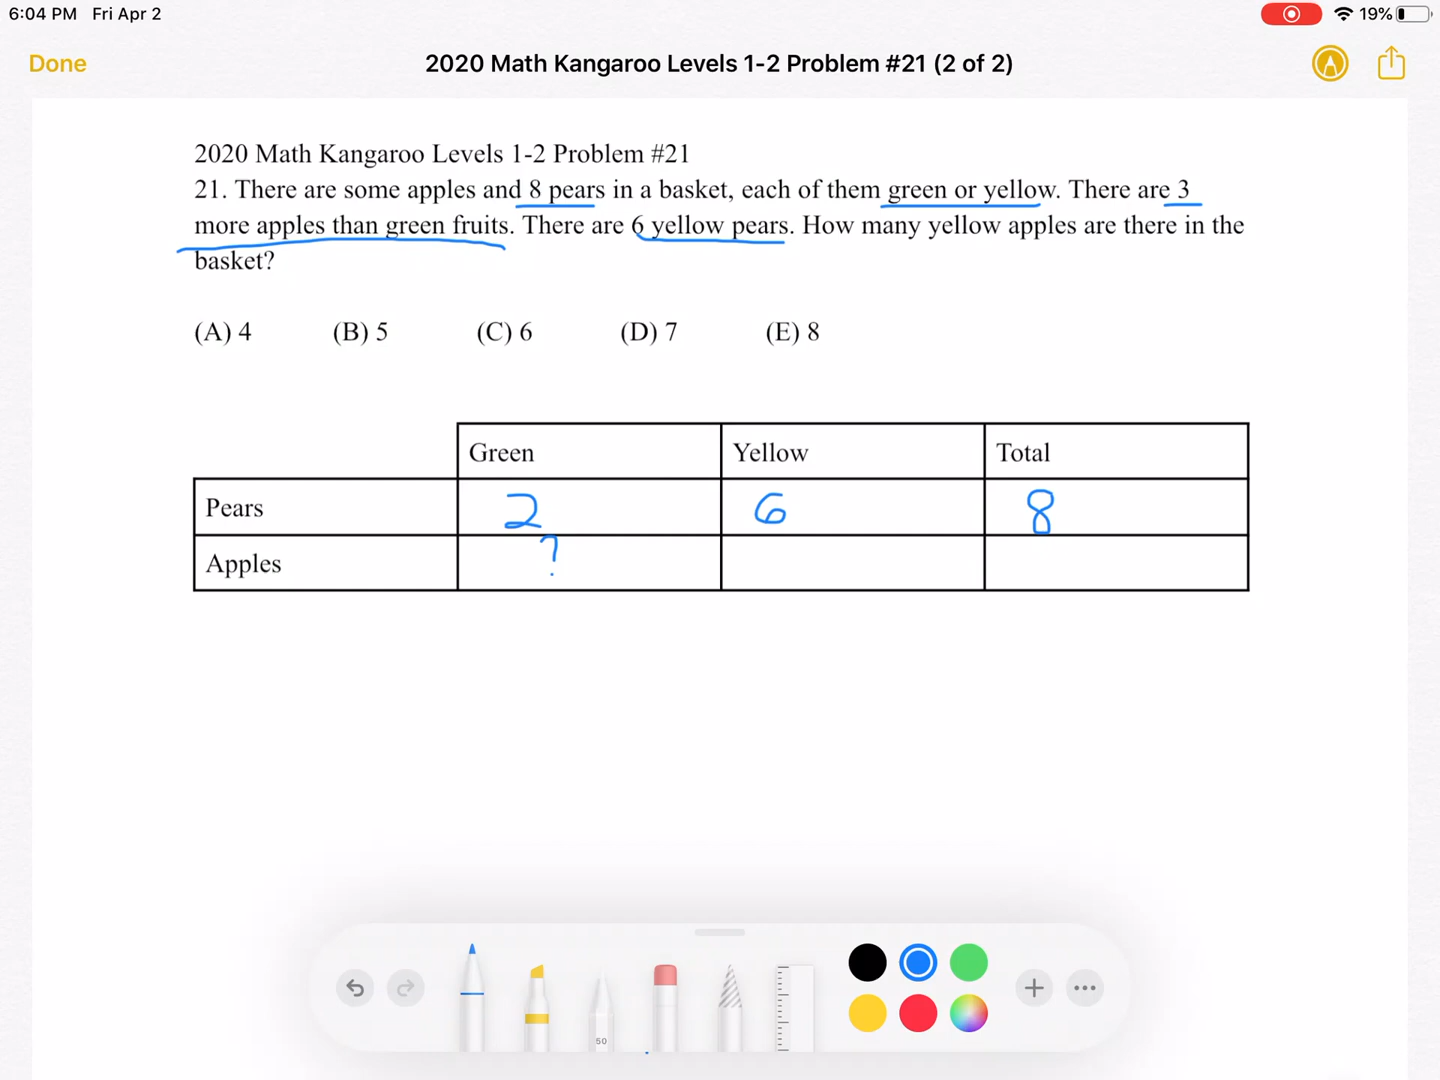 6:04 PM Fri Apr 2
19%
Done
2020 Math Kangaroo Levels 1-2 Problem #21 (2 of 2)
2020 Math Kangaroo Levels 1-2 Problem #21
21. There are some apples and 8 pears in a basket, each of them green or yellow. There are 3
more apples than green fruits. There are 6 yellow pears. How many yellow apples are there in the
basket?
(A) 4 (B) 5 (C) 6 (D) 7 (E) 8
Green Yellow Total
Pears 2 6 8
Apples ?
50